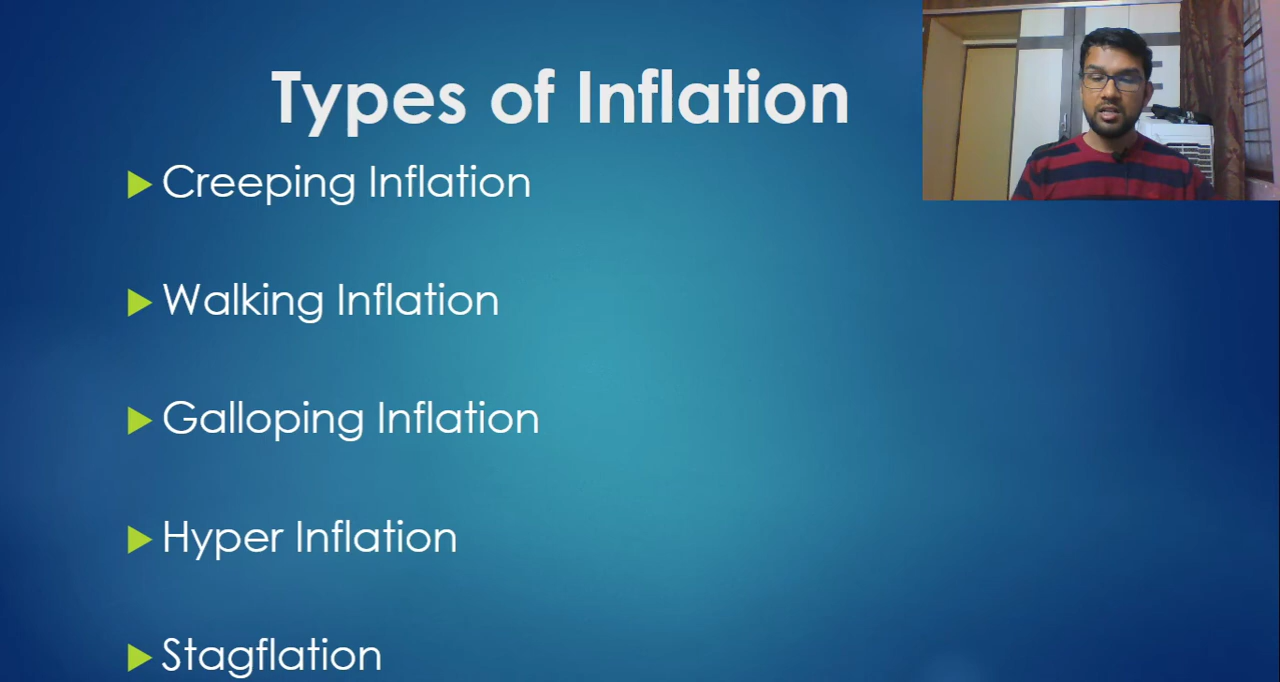 Types of Inflation
Creeping Inflation
Walking Inflation
Galloping Inflation
Hyper Inflation
Stagflation